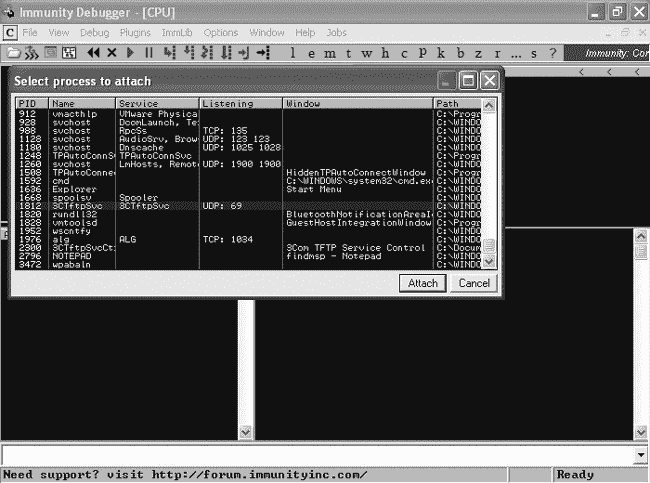 Immunity Debugger - [CPU]
C File View Debug Plugins ImmLib Options Window Help Jobs
l e m t w h c p k b z r ... s ? Immunity: Con
Select process to attach
PID Name Service Listening Window Path
912 vmacthlp VMware Physica C:\Progr
928 svchost DcomLaunch, Te C:\WINDO
988 svchost RpcSs TCP: 135 C:\WINDO
1128 svchost AudioSrv, Brow UDP: 123 123 C:\WINDO
1180 svchost Dnscache UDP: 1025 1028 C:\WINDO
1248 TPAutoConnSvc TPAutoConnSvc C:\Progr
1260 svchost LmHosts, Remote UDP: 1900 1900 C:\WINDO
1508 TPAutoConnec HiddenTPAutoConnectWindow C:\Progr
1592 cmd C:\WINDOWS\system32\cmd.exe C:\WINDO
1636 Explorer Start Menu C:\WINDO
1668 spoolsv Spooler C:\WINDO
1812 3CTftpSvc 3CTftpSvc UDP: 69 C:\Progr
1820 rundll32 BluetoothNotificationAreaI C:\WINDO
1828 vmtoolsd GuestHostIntegrationWindow C:\Progr
1952 wscntfy C:\WINDO
1976 alg ALG TCP: 1034 C:\WINDO
2300 3CTftpSvcCt 3Com TFTP Service Control C:\Docum
2796 NOTEPAD findmsp - Notepad C:\WINDO
3472 wpabaln C:\WINDO
Attach Cancel
Need support? visit http://forum.immunityinc.com/ Ready